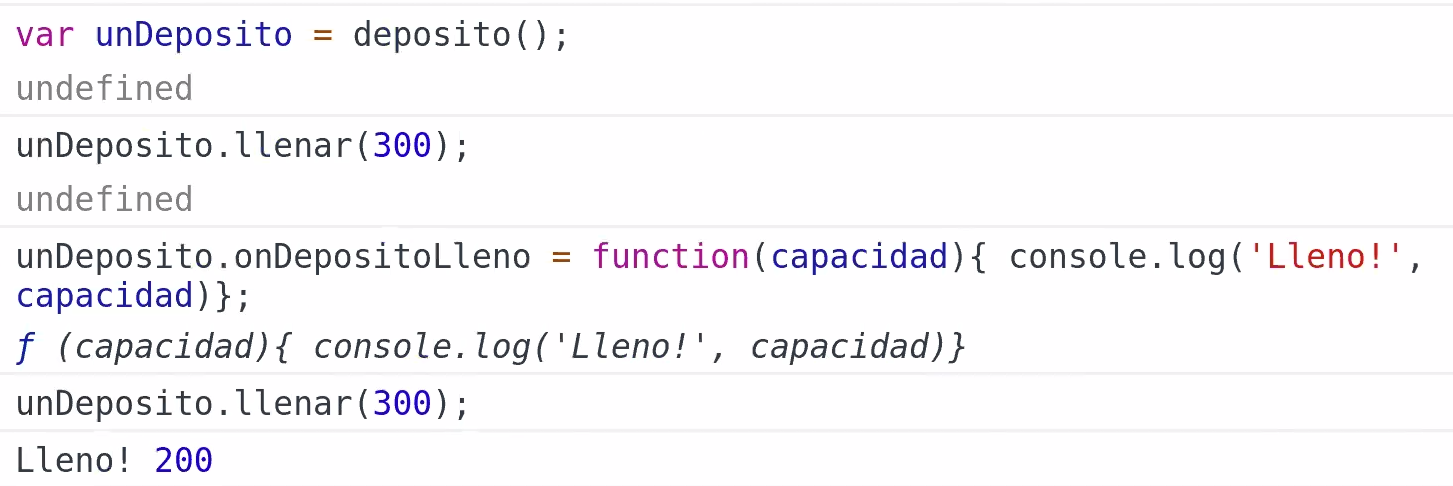 var unDeposito = deposito();
undefined
unDeposito.llenar(300);
undefined
unDeposito.onDepositoLleno = function(capacidad){ console.log('Lleno!',
capacidad)};
ƒ (capacidad){ console.log('Lleno!', capacidad)}
unDeposito.llenar(300);
Lleno! 200